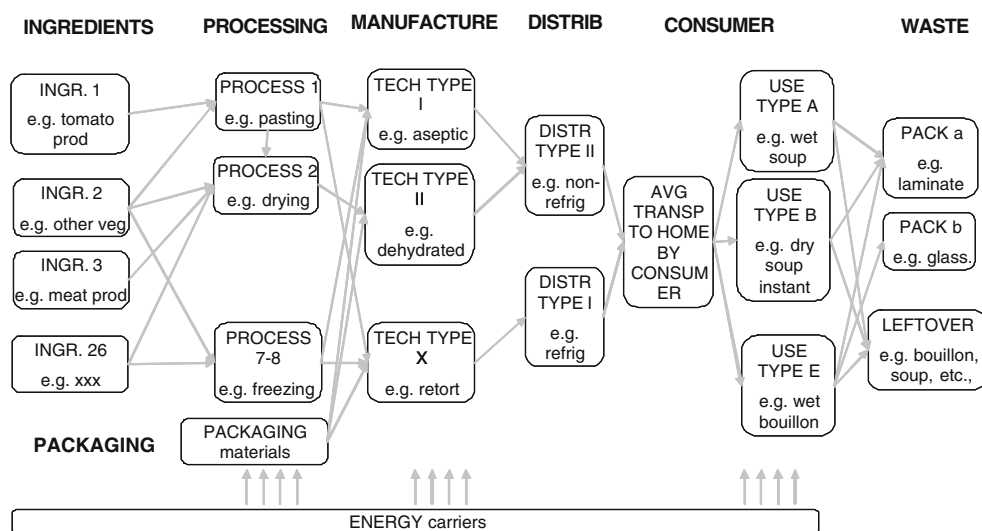 INGREDIENTS PROCESSING MANUFACTURE DISTRIB CONSUMER WASTE
INGR. 1
e.g. tomato
prod
INGR. 2
e.g. other veg
INGR. 3
e.g. meat prod
INGR. 26
e.g. xxx
PACKAGING
PROCESS 1
e.g. pasting
PROCESS 2
e.g. drying
PROCESS
7-8
e.g. freezing
PACKAGING
materials
TECH TYPE
I
e.g. aseptic
TECH TYPE
II
e.g.
dehydrated
TECH TYPE
X
e.g. retort
DISTR
TYPE II
e.g. non-
refrig
DISTR
TYPE I
e.g.
refrig
AVG
TRANSP
TO HOME
BY
CONSUM
ER
USE
TYPE A
e.g. wet
soup
USE
TYPE B
e.g. dry
soup
instant
USE
TYPE E
e.g. wet
bouillon
PACK a
e.g.
laminate
PACK b
e.g. glass.
LEFTOVER
e.g. bouillon,
soup, etc.,
ENERGY carriers